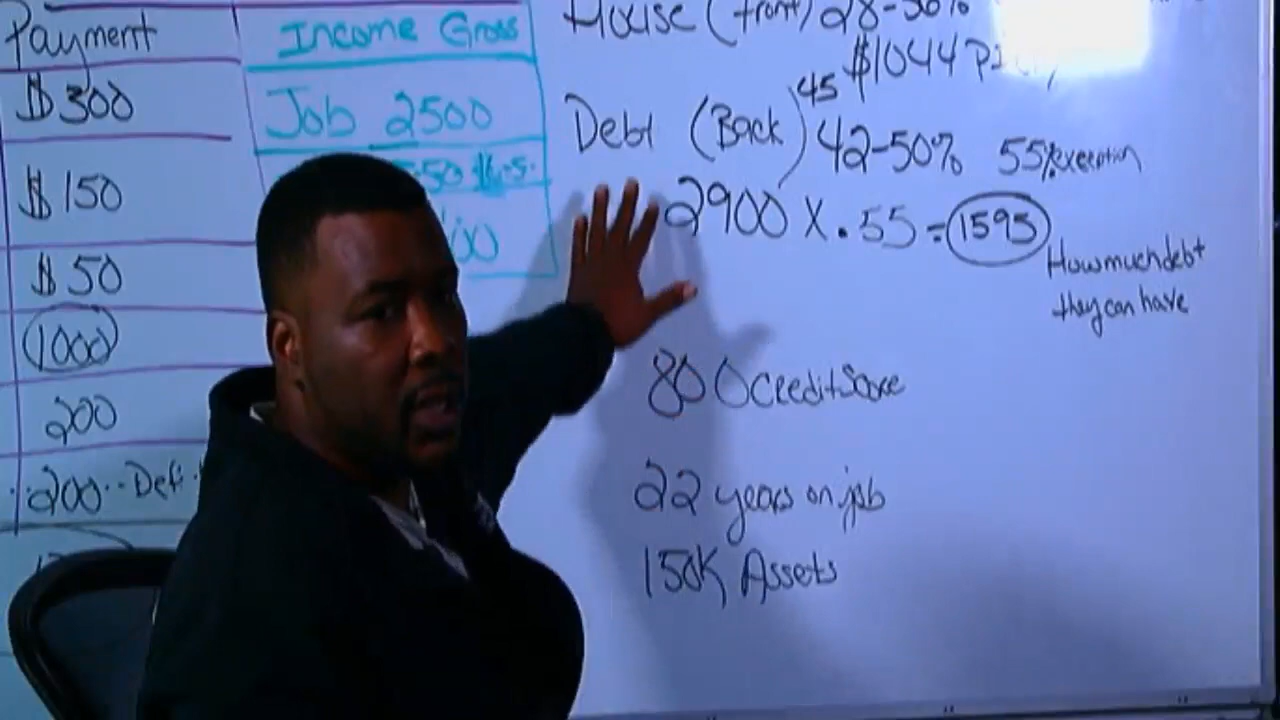 Payment
$300
$150
$50
1000
200
200 Def.
Income Gross
Job 2500
House (front) 28-36%
$1044
Debt (Back) 45 42-50% 55% exception
2900 X .55 = 1595
How much debt
they can have
800 Credit Score
22 years on job
150K Assets